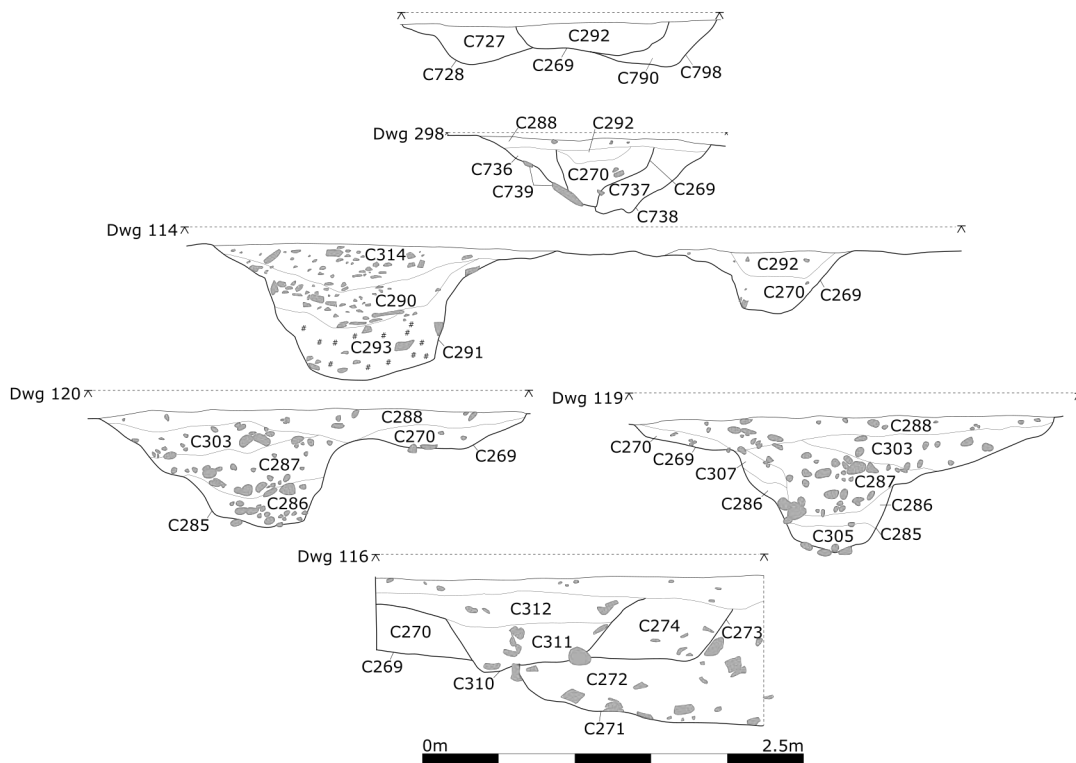 C727
C292
C728
C269
C790
C798
Dwg 298
C288
C292
C736
C270
C739
C737
C269
C738
Dwg 114
C314
C290
C293
C291
C292
C270
C269
Dwg 120
C288
C303
C270
C287
C269
C286
C285
Dwg 119
C288
C270
C303
C269
C307
C287
C286
C286
C285
C305
Dwg 116
C312
C270
C311
C274
C273
C269
C310
C272
C271
0m 2.5m
# # # # # # # # # # # # # # # #